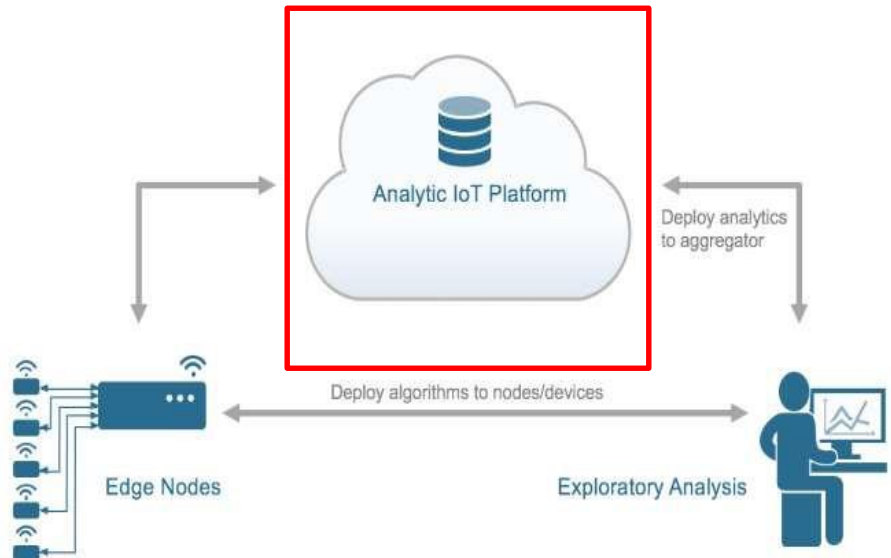 Analytic IoT Platform
Deploy analytics
to aggregator
Deploy algorithms to nodes/devices
Edge Nodes
Exploratory Analysis